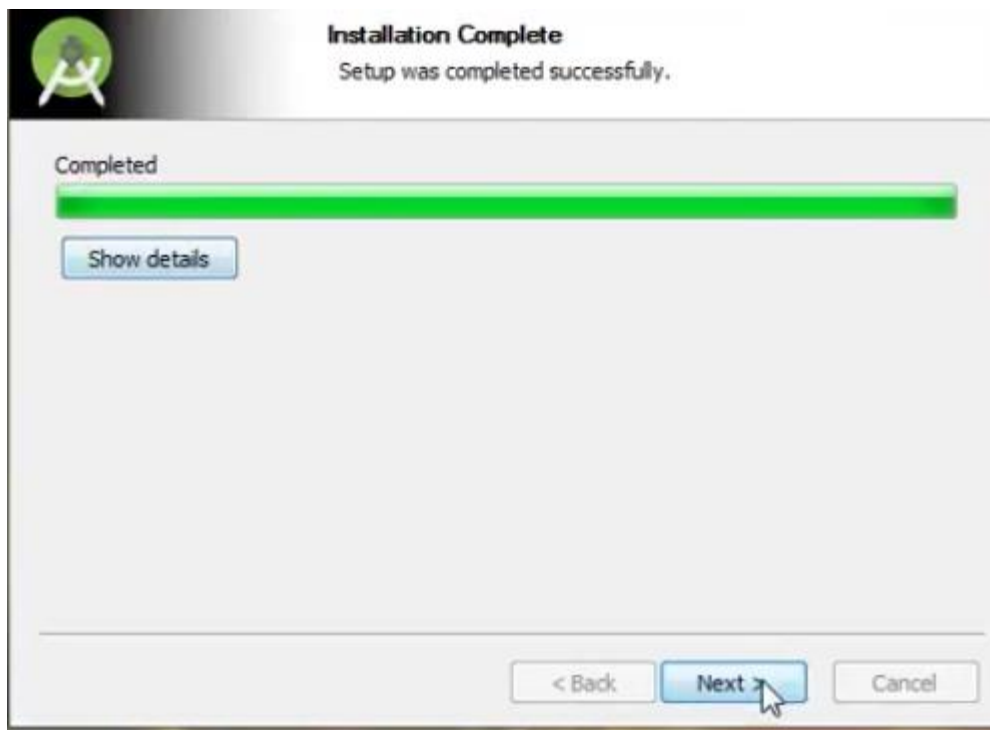 Installation Complete
Setup was completed successfully.
Completed
Show details
< Back Next > Cancel